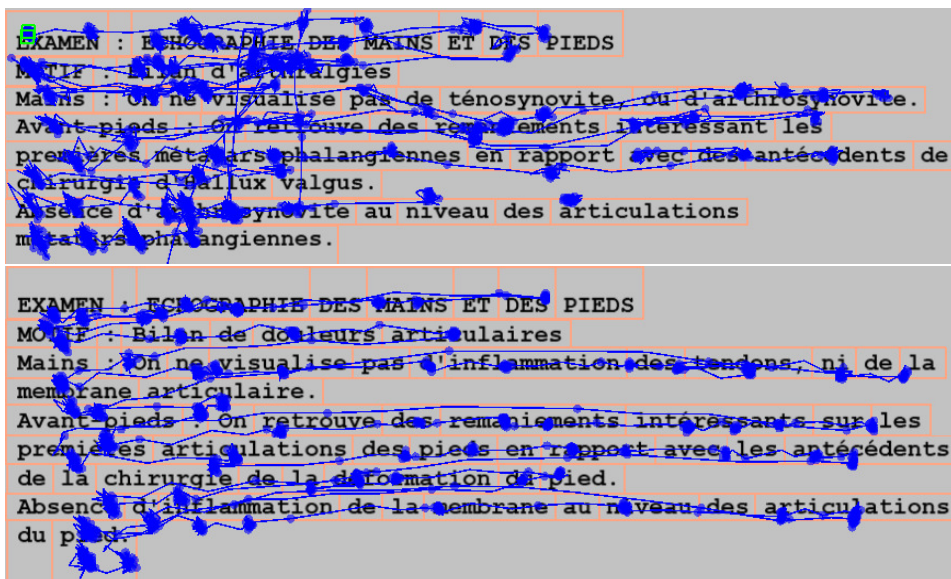 EXAMEN : ECHOGRAPHIE DES MAINS ET DES PIEDS
MOTIF : Bilan d'arthralgies
Mains : On ne visualise pas de ténosynovite, ou d'arthrosynovite.
Avant-pieds : On retrouve des remaniements intéressant les
premières métatarsophalangiennes en rapport avec des antécédents de
chirurgie d'Hallux valgus.
Absence d'arthrosynovite au niveau des articulations
métatarsophalangiennes.
EXAMEN : ECHOGRAPHIE DES MAINS ET DES PIEDS
MOTIF : Bilan de douleurs articulaires
Mains : On ne visualise pas d'inflammation des tendons, ni de la
membrane articulaire.
Avant-pieds : On retrouve des remaniements intéressants sur les
premières articulations des pieds en rapport avec les antécédents
de la chirurgie de la déformation du pied.
Absence d'inflammation de la membrane au niveau des articulations
du pied.